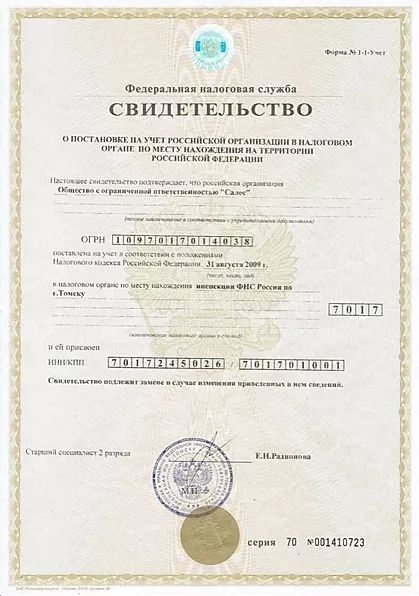 Форма № 1-1-Учет
Федеральная налоговая служба
СВИДЕТЕЛЬСТВО
О ПОСТАНОВКЕ НА УЧЕТ РОССИЙСКОЙ ОРГАНИЗАЦИИ В НАЛОГОВОМ
ОРГАНЕ ПО МЕСТУ НАХОЖДЕНИЯ НА ТЕРРИТОРИИ
РОССИЙСКОЙ ФЕДЕРАЦИИ
Настоящее свидетельство подтверждает, что российская организация
Общество с ограниченной ответственностью "Салес"
(полное наименование в соответствии с учредительными документами)
ОГРН 1097017014038
поставлена на учет в соответствии с положениями
Налогового кодекса Российской Федерации 31 августа 2009 г.
(число, месяц, год)
в налоговом органе по месту нахождения инспекции ФНС России по
г.Томску
7017
(наименование налогового органа и его код)
и ей присвоен
ИНН/КПП 7017245026 / 701701001
Свидетельство подлежит замене в случае изменения приведенных в нем сведений.
Старший специалист 2 разряда
Е.Н.Радионова
М.П.
серия 70 №001410723